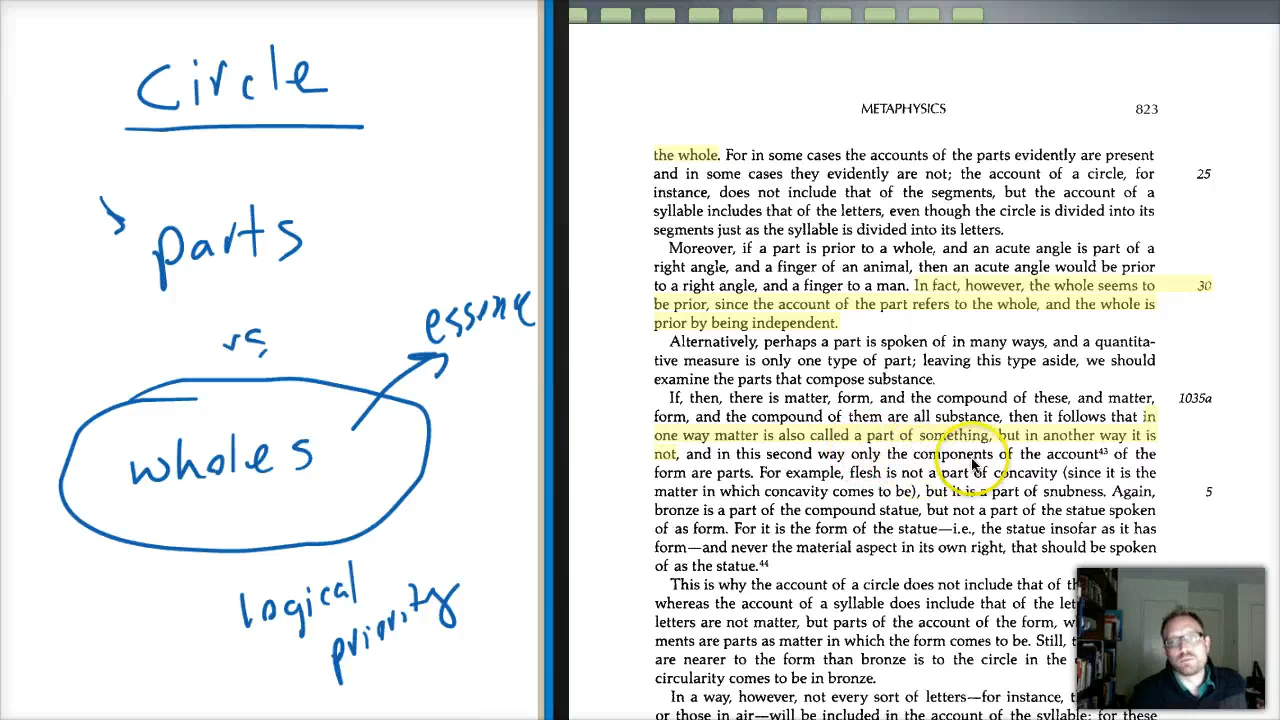 Circle
parts
vs.
wholes
essence
logical
priority
METAPHYSICS 823
the whole. For in some cases the accounts of the parts evidently are present
and in some cases they evidently are not; the account of a circle, for 25
instance, does not include that of the segments, but the account of a
syllable includes that of the letters, even though the circle is divided into its
segments just as the syllable is divided into its letters.
Moreover, if a part is prior to a whole, and an acute angle is part of a
right angle, and a finger of an animal, then an acute angle would be prior
to a right angle, and a finger to a man. In fact, however, the whole seems to 30
be prior, since the account of the part refers to the whole, and the whole is
prior by being independent.
Alternatively, perhaps a part is spoken of in many ways, and a quantita-
tive measure is only one type of part; leaving this type aside, we should
examine the parts that compose substance.
If, then, there is matter, form, and the compound of these, and matter, 1035a
form, and the compound of them are all substance, then it follows that in
one way matter is also called a part of something, but in another way it is
not, and in this second way only the components of the account⁴³ of the
form are parts. For example, flesh is not a part of concavity (since it is the
matter in which concavity comes to be), but it is a part of snubness. Again, 5
bronze is a part of the compound statue, but not a part of the statue spoken
of as form. For it is the form of the statue—i.e., the statue insofar as it has
form—and never the material aspect in its own right, that should be spoken
of as the statue.⁴⁴
This is why the account of a circle does not include that of
whereas the account of a syllable does include that of the
letters are not matter, but parts of the account of the form,
ments are parts as matter in which the form comes to be. Still,
are nearer to the form than bronze is to the circle in the
circularity comes to be in bronze.
In a way, however, not every sort of letters—for instance,
or those in air—will be included in the account of the syllable; for these